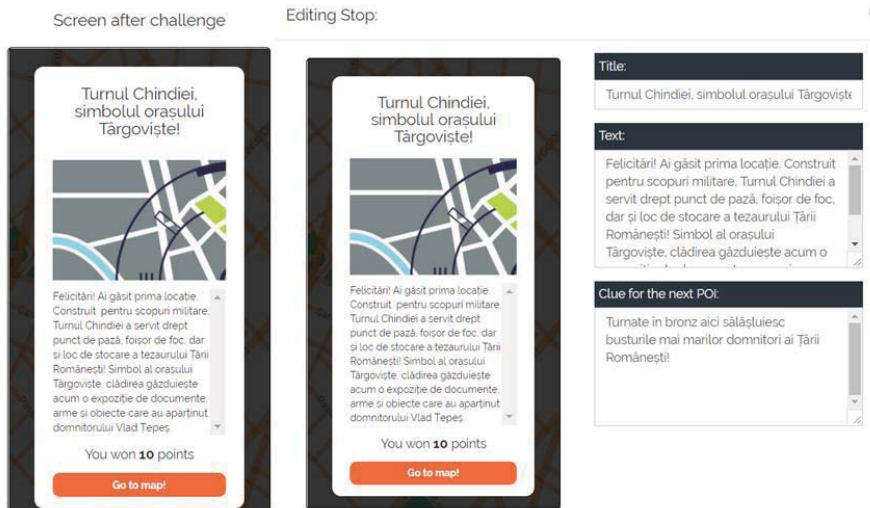 Screen after challenge
Turnul Chindiei,
simbolul orașului
Târgoviște!
Felicitări! Ai găsit prima locație.
Construit pentru scopuri militare,
Turnul Chindiei a servit drept
punct de pază, foișor de foc, dar
și loc de stocare a tezaurului Țării
Românești! Simbol al orașului
Târgoviște, clădirea găzduiește
acum o expoziție de documente,
arme și obiecte care au aparținut
domnitorului Vlad Țepeș.
You won 10 points
Go to map!
Editing Stop:
Turnul Chindiei,
simbolul orașului
Târgoviște!
Felicitări! Ai găsit prima locație.
Construit pentru scopuri militare,
Turnul Chindiei a servit drept
punct de pază, foișor de foc, dar
și loc de stocare a tezaurului Țării
Românești! Simbol al orașului
Târgoviște, clădirea găzduiește
acum o expoziție de documente,
arme și obiecte care au aparținut
domnitorului Vlad Țepeș.
You won 10 points
Go to map!
Title:
Turnul Chindiei, simbolul orașului Târgoviște
Text:
Felicitări! Ai găsit prima locație. Construit
pentru scopuri militare, Turnul Chindiei a
servit drept punct de pază, foișor de foc,
dar și loc de stocare a tezaurului Țării
Românești! Simbol al orașului
Târgoviște, clădirea găzduiește acum o
Clue for the next POI:
Turnate în bronz aici sălășluiesc
busturile mai marilor domnitori ai Țării
Românești!